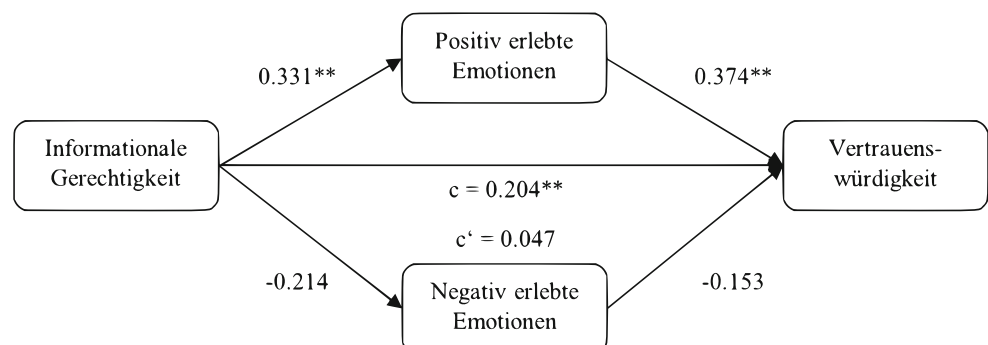 Positiv erlebte
Emotionen
0.331**
0.374**
Informationale
Gerechtigkeit
Vertrauens-
würdigkeit
c = 0.204**
c‘ = 0.047
-0.214
-0.153
Negativ erlebte
Emotionen